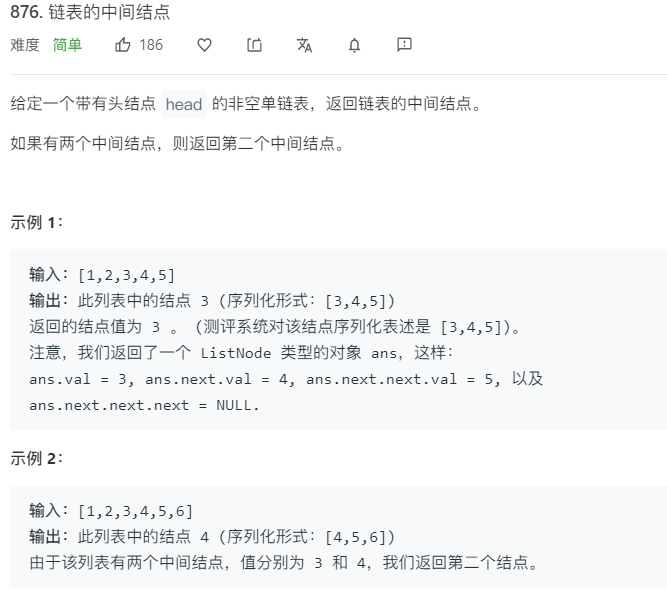 876. 链表的中间结点
难度 简单 186
给定一个带有头结点 head 的非空单链表，返回链表的中间结点。
如果有两个中间结点，则返回第二个中间结点。
示例 1：
输入：[1,2,3,4,5]
输出：此列表中的结点 3 (序列化形式：[3,4,5])
返回的结点值为 3 。 (测评系统对该结点序列化表述是 [3,4,5])。
注意，我们返回了一个 ListNode 类型的对象 ans，这样：
ans.val = 3, ans.next.val = 4, ans.next.next.val = 5, 以及
ans.next.next.next = NULL.
示例 2：
输入：[1,2,3,4,5,6]
输出：此列表中的结点 4 (序列化形式：[4,5,6])
由于该列表有两个中间结点，值分别为 3 和 4，我们返回第二个结点。